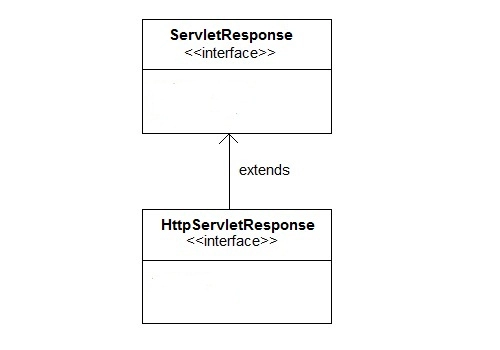 ServletResponse
<<interface>>
extends
HttpServletResponse
<<interface>>